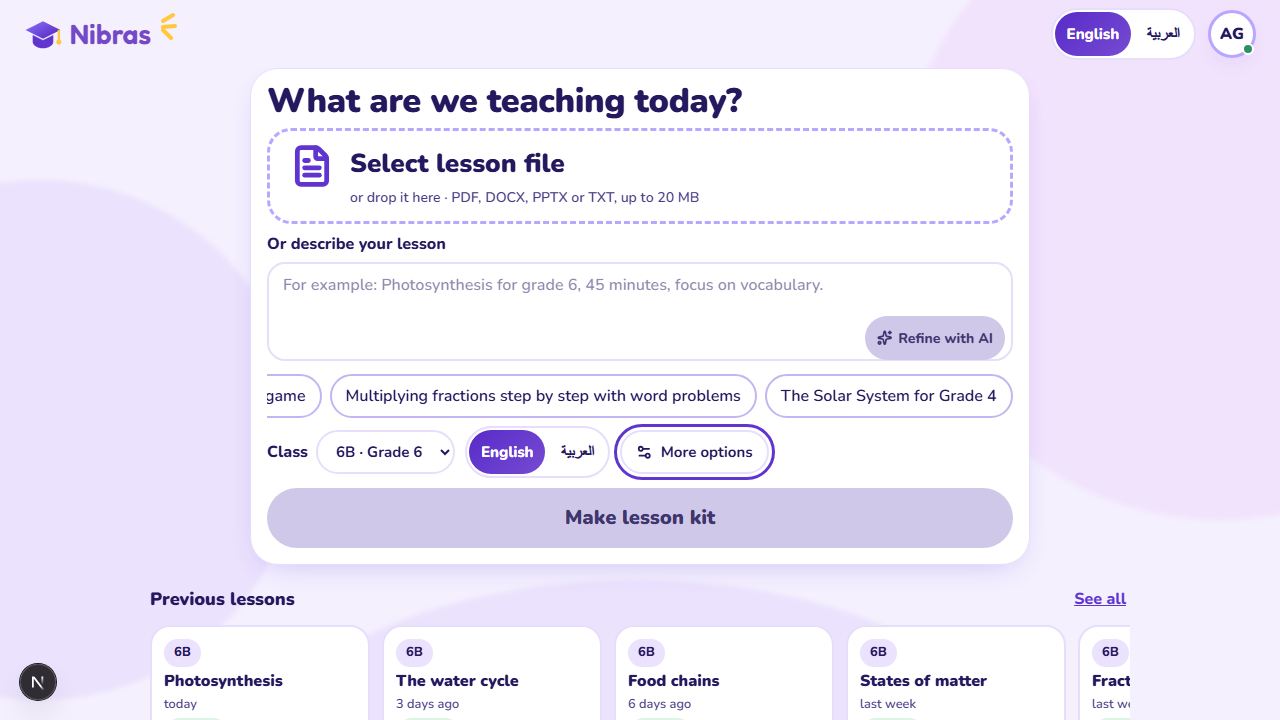 Nibras
English
العربية
AG
What are we teaching today?
Select lesson file
or drop it here · PDF, DOCX, PPTX or TXT, up to 20 MB
Or describe your lesson
For example: Photosynthesis for grade 6, 45 minutes, focus on vocabulary.
Refine with AI
game
Multiplying fractions step by step with word problems
The Solar System for Grade 4
Class
6B · Grade 6
English
العربية
More options
Make lesson kit
Previous lessons
See all
6B
6B
6B
6B
6B
Photosynthesis
The water cycle
Food chains
States of matter
Fract
today
3 days ago
6 days ago
last week
last we
N